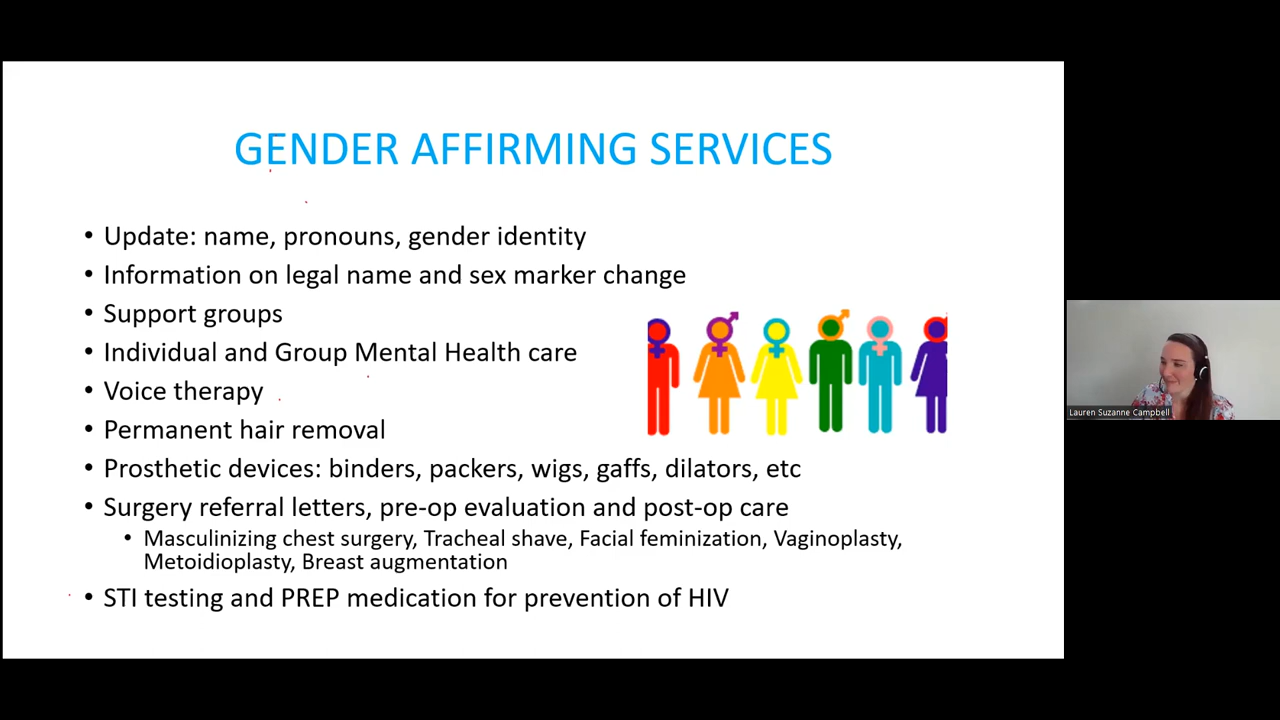 GENDER AFFIRMING SERVICES
• Update: name, pronouns, gender identity
• Information on legal name and sex marker change
• Support groups
• Individual and Group Mental Health care
• Voice therapy
• Permanent hair removal
• Prosthetic devices: binders, packers, wigs, gaffs, dilators, etc
• Surgery referral letters, pre-op evaluation and post-op care
• Masculinizing chest surgery, Tracheal shave, Facial feminization, Vaginoplasty,
Metoidioplasty, Breast augmentation
• STI testing and PREP medication for prevention of HIV
Lauren Suzanne Campbell